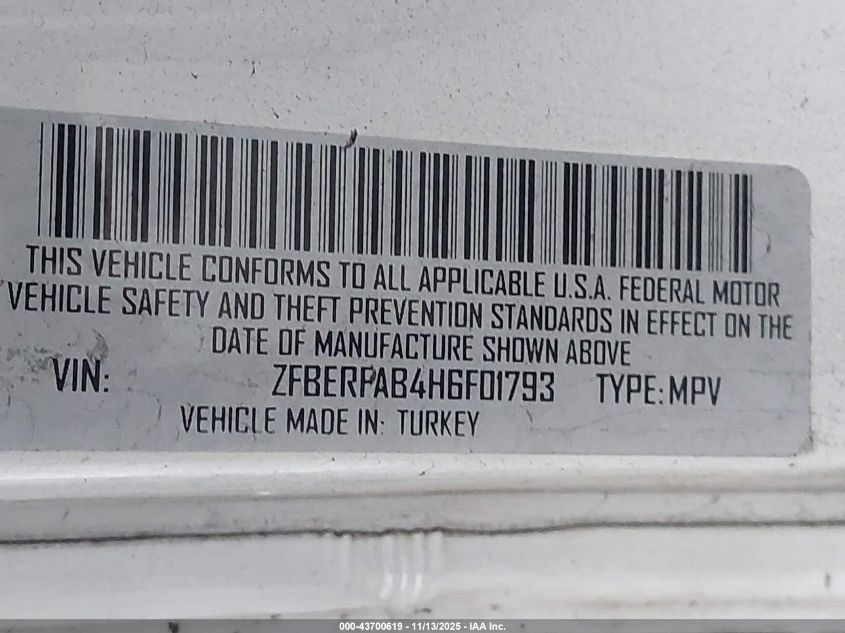 THIS VEHICLE CONFORMS TO ALL APPLICABLE U.S.A. FEDERAL MOTOR
VEHICLE SAFETY AND THEFT PREVENTION STANDARDS IN EFFECT ON THE
DATE OF MANUFACTURE SHOWN ABOVE
VIN: ZFBERPAB4H6F01793 TYPE:MPV
VEHICLE MADE IN: TURKEY
000-43700619 - 11/13/2025 - IAA Inc.